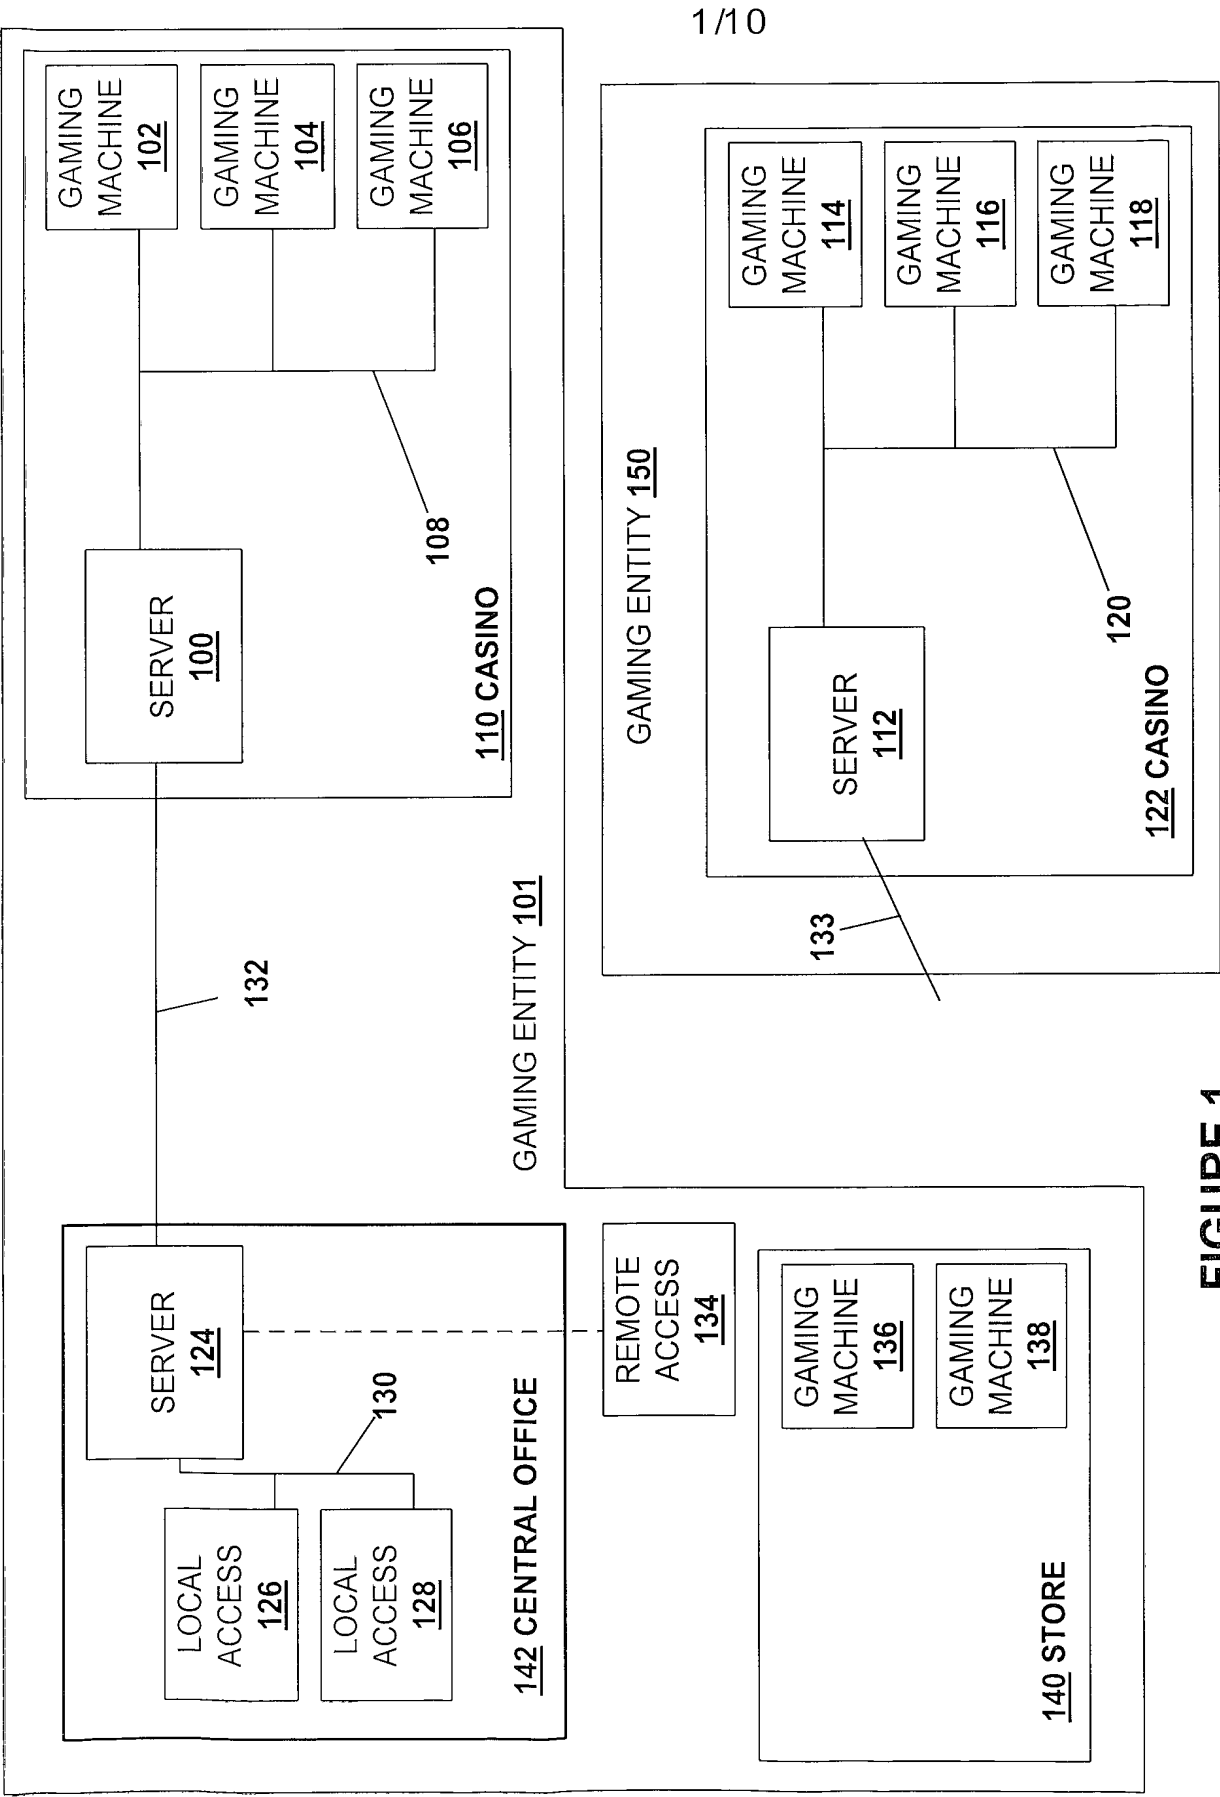 1/10
SERVER
124
LOCAL
ACCESS
126
LOCAL
ACCESS
128
130
142 CENTRAL OFFICE
132
SERVER
100
GAMING
MACHINE
102
GAMING
MACHINE
104
GAMING
MACHINE
106
108
110 CASINO
GAMING ENTITY 101
REMOTE
ACCESS
134
GAMING
MACHINE
136
GAMING
MACHINE
138
140 STORE
GAMING ENTITY 150
SERVER
112
GAMING
MACHINE
114
GAMING
MACHINE
116
GAMING
MACHINE
118
120
122 CASINO
133
FIGURE 1